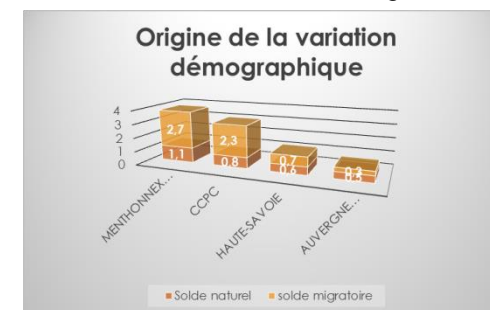 Origine de la variation
démographique
4
3
2
1
0
2,7
1,1
2,3
0,8
0,7
0,6
MENTHONNEX...
CCPC
HAUTE-SAVOIE
AUVERGNE...
Solde naturel
solde migratoire